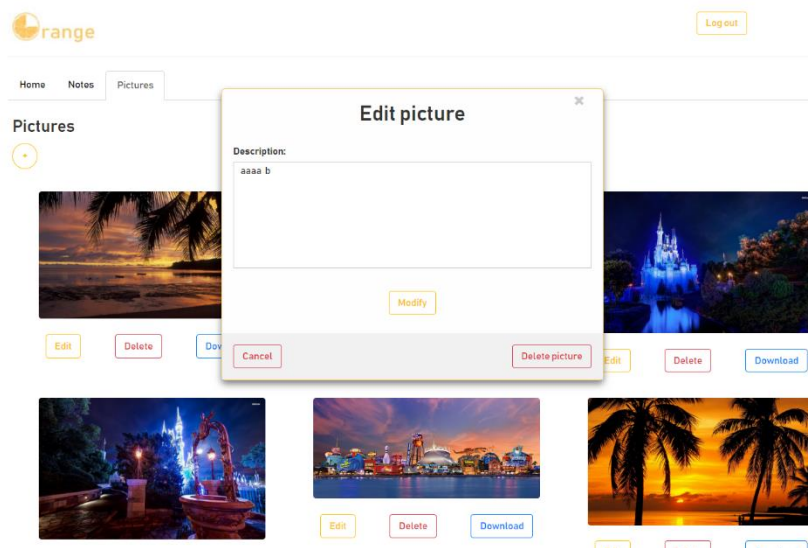 range
Log out
Home Notes Pictures
Edit picture
Pictures
Description:
+
aaaa b
Modify
Edit Delete Dow
Cancel Delete picture
Edit Delete Download
Edit Delete Download